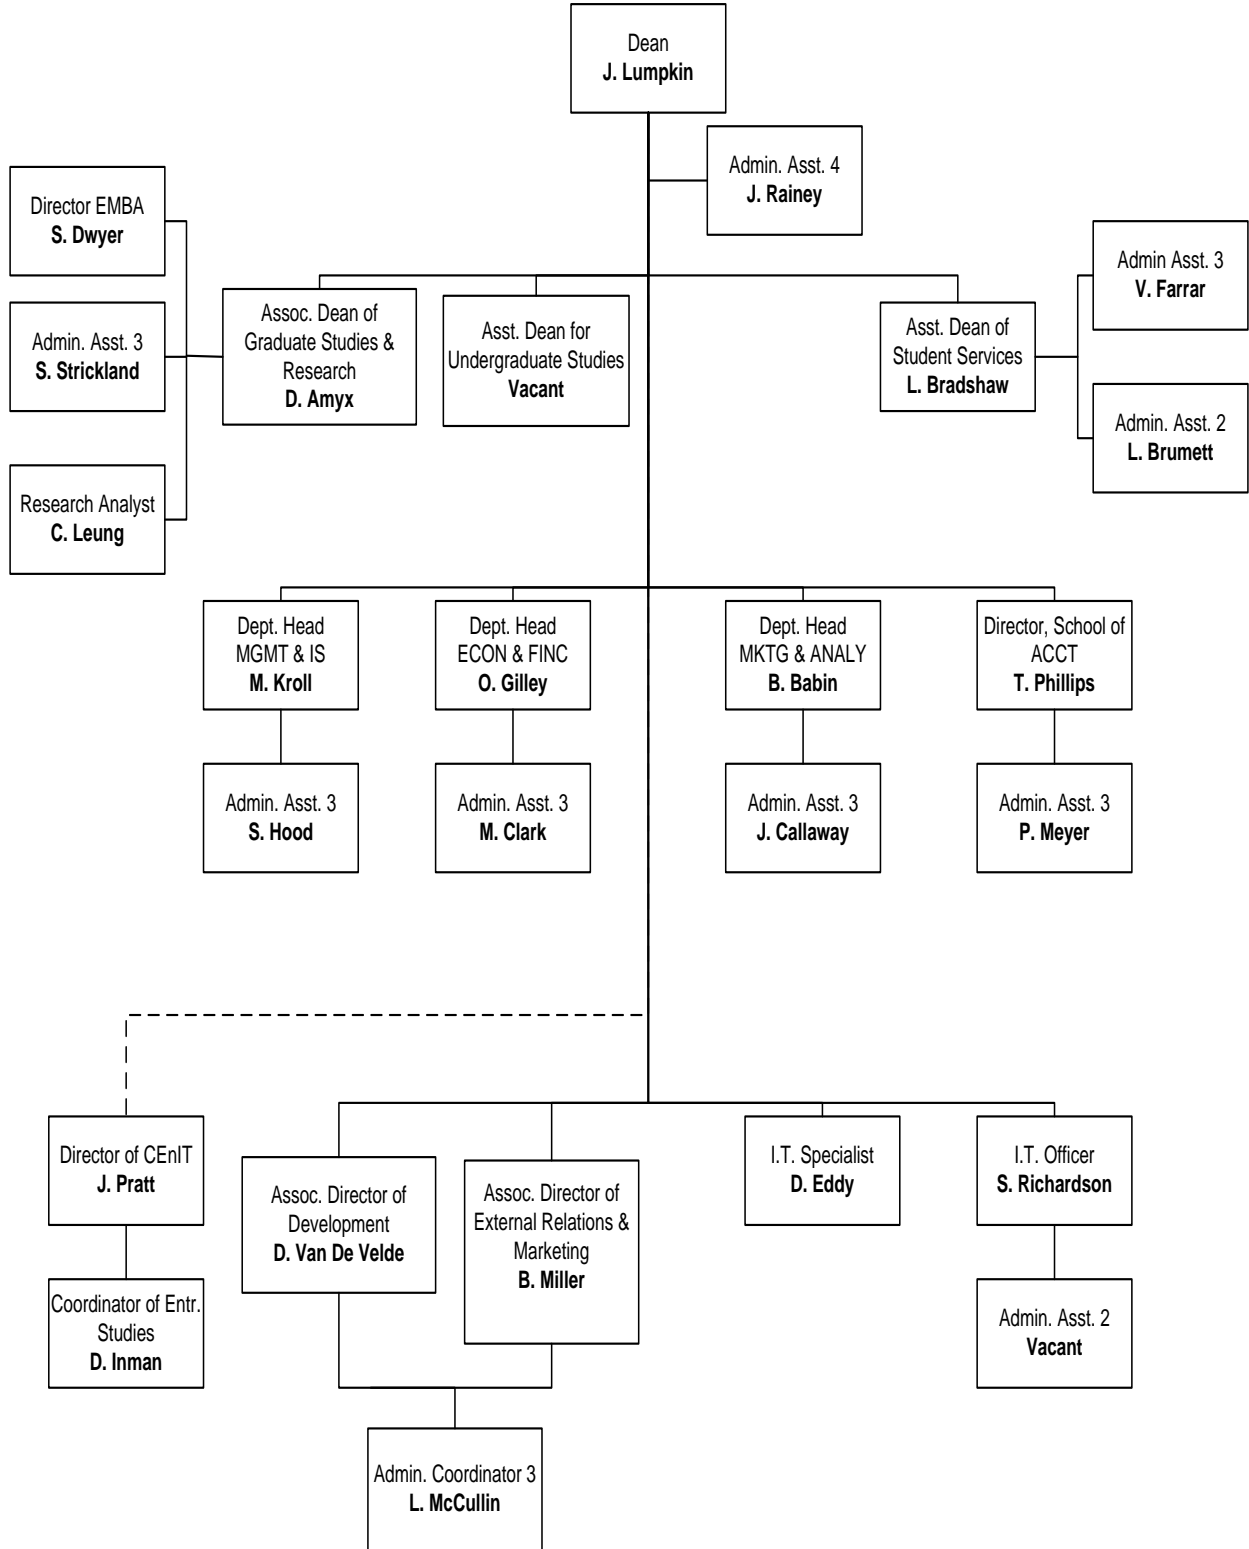 Dean
J. Lumpkin
Admin. Asst. 4
J. Rainey
Director EMBA
S. Dwyer
Admin. Asst. 3
S. Strickland
Research Analyst
C. Leung
Assoc. Dean of
Graduate Studies &
Research
D. Amyx
Asst. Dean for
Undergraduate Studies
Vacant
Asst. Dean of
Student Services
L. Bradshaw
Admin Asst. 3
V. Farrar
Admin. Asst. 2
L. Brumett
Dept. Head
MGMT & IS
M. Kroll
Dept. Head
ECON & FINC
O. Gilley
Dept. Head
MKTG & ANALY
B. Babin
Director, School of
ACCT
T. Phillips
Admin. Asst. 3
S. Hood
Admin. Asst. 3
M. Clark
Admin. Asst. 3
J. Callaway
Admin. Asst. 3
P. Meyer
Director of CEnIT
J. Pratt
Assoc. Director of
Development
D. Van De Velde
Assoc. Director of
External Relations &
Marketing
B. Miller
I.T. Specialist
D. Eddy
I.T. Officer
S. Richardson
Coordinator of Entr.
Studies
D. Inman
Admin. Asst. 2
Vacant
Admin. Coordinator 3
L. McCullin